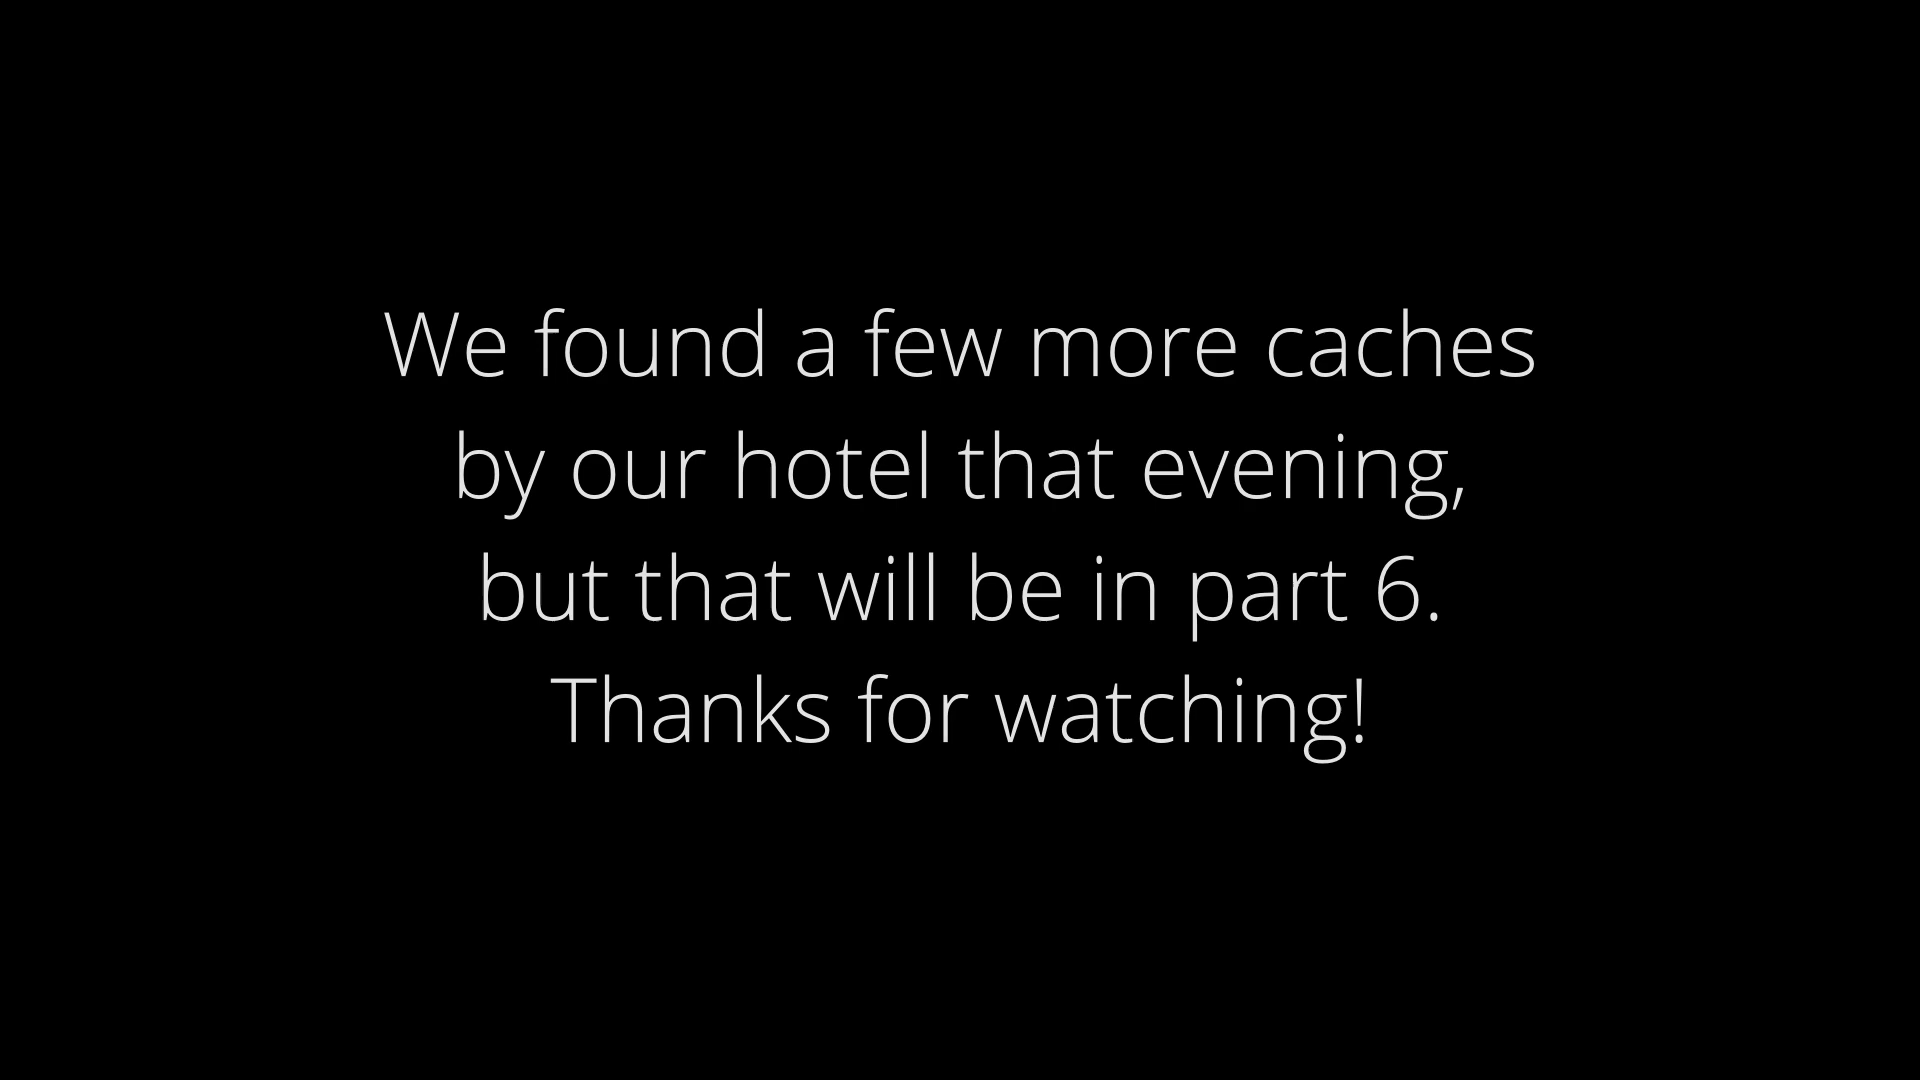 We found a few more caches
by our hotel that evening,
but that will be in part 6.
Thanks for watching!